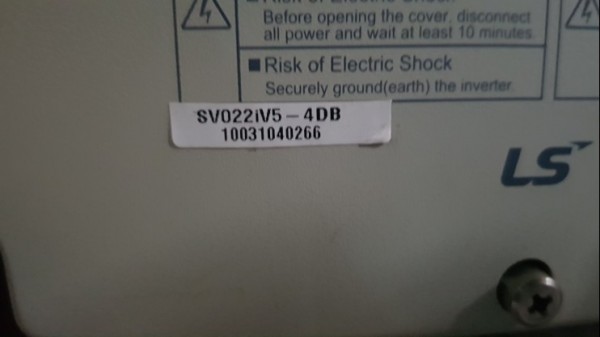 Before opening the cover, disconnect
all power and wait at least 10 minutes.
■ Risk of Electric Shock
Securely ground(earth) the inverter.
SV022iV5-4DB
10031040266
LS